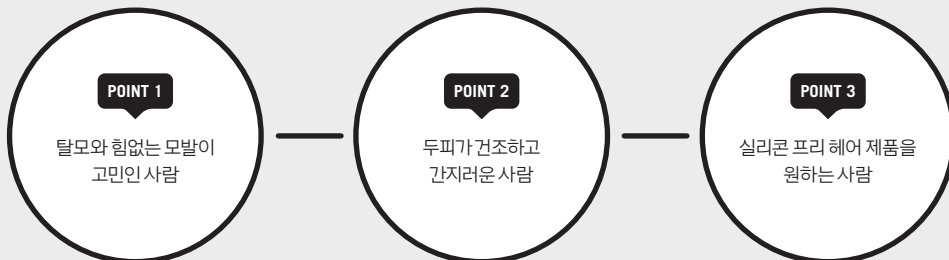 POINT 1
탈모와 힘없는 모발이
고민인 사람
POINT 2
두피가 건조하고
간지러운 사람
POINT 3
실리콘 프리 헤어 제품을
원하는 사람